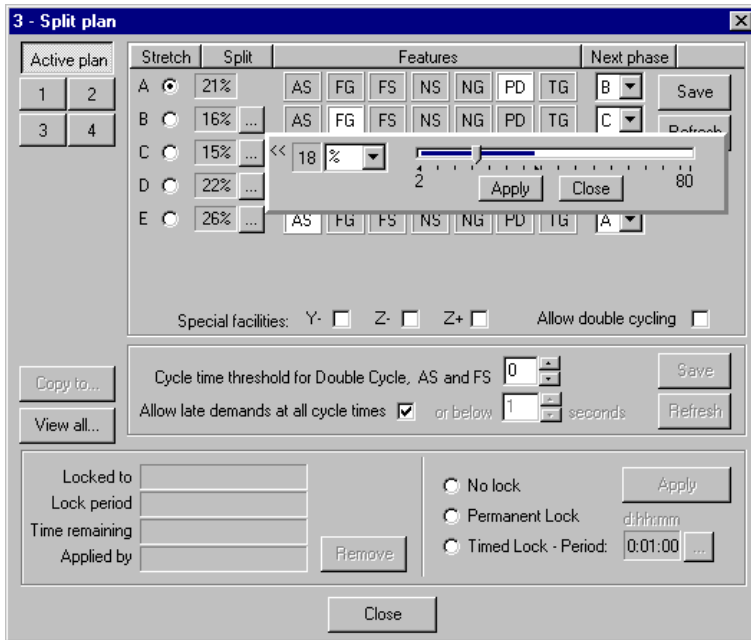 3 - Split plan
Active plan
1 2
3 4
Stretch Split Features Next phase
A 21% AS FG FS NS NG PD TG B Save
B 16% ... AS FG FS NS NG PD TG C Refresh
C 15% ... << 18 %
D 22% ... 2 Apply Close 80
E 26% ... AS FG FS NS NG PD TG A
Special facilities: Y- Z- Z+ Allow double cycling
Copy to...
View all...
Cycle time threshold for Double Cycle, AS and FS 0 Save
Allow late demands at all cycle times or below 1 seconds Refresh
Locked to
Lock period
Time remaining
Applied by
Remove
No lock Apply
Permanent Lock d:hh:mm
Timed Lock - Period: 0:01:00 ...
Close